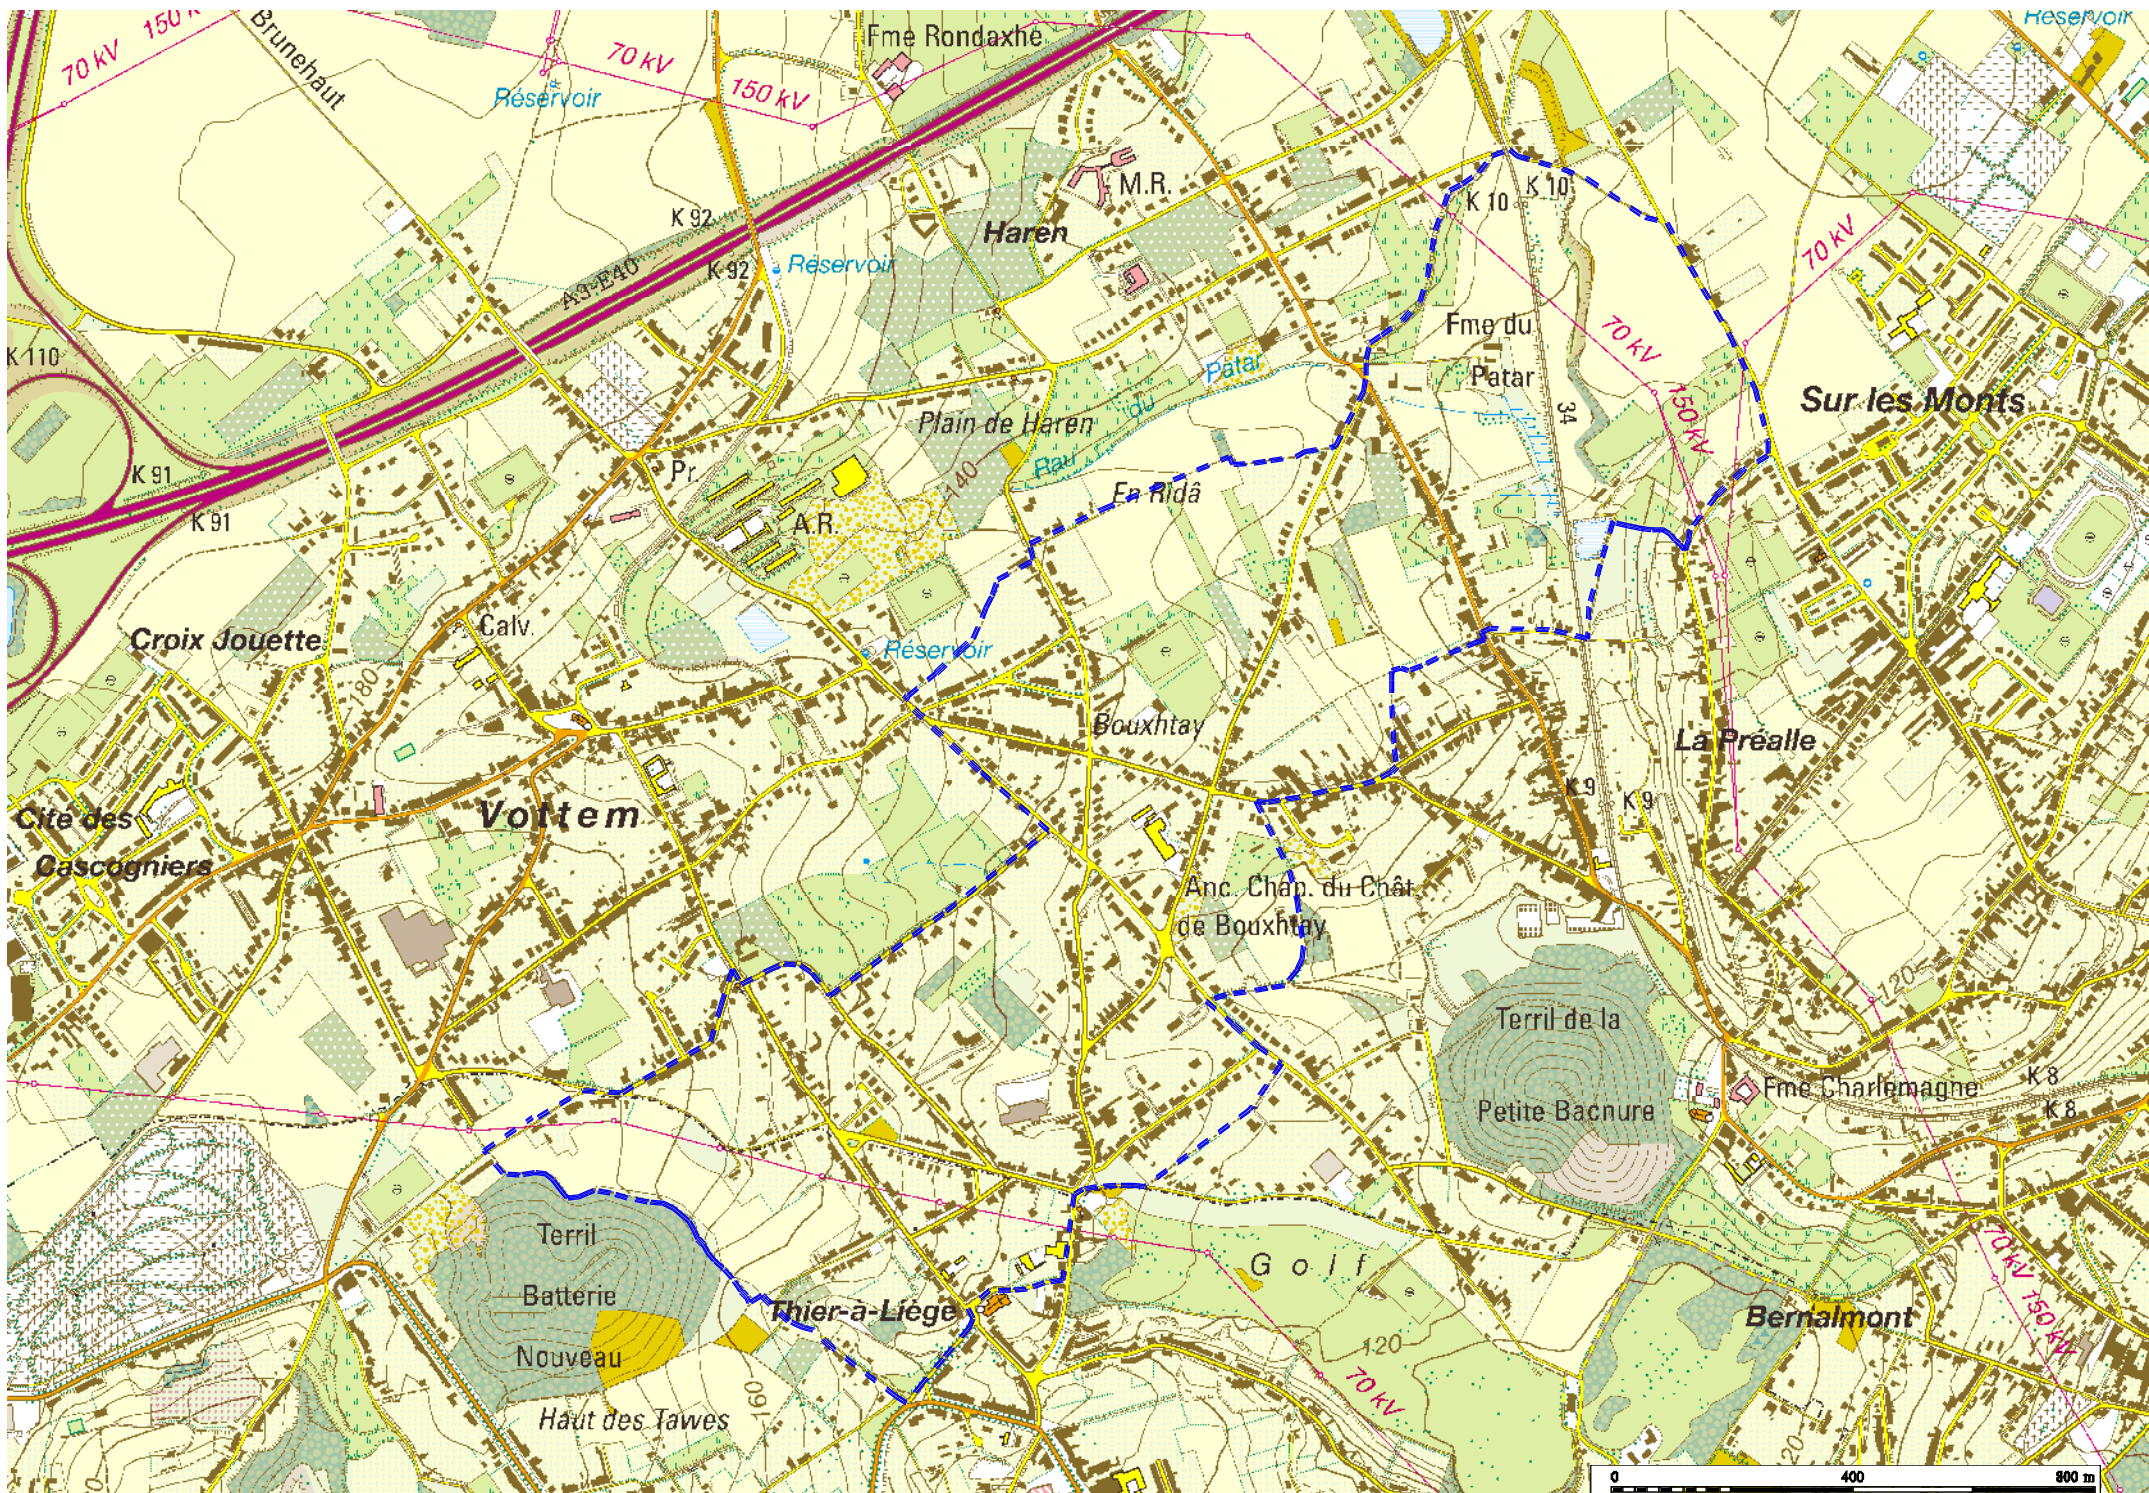 150 K
70 kV
Brunehaut
70 kV
150 kV
Réservoir
Fme Rondaxhe
Réservoir
M.R.
K 10
K 10
Haren
K 92
K 92
Réservoir
A3-E40
70 kV
K 110
Fme du
Patar
70 kV
150 kV
34
Patar
du
Rau
Plain de Haren
140
En Ridâ
Sur les Monts
K 91
K 91
Pr.
A.R.
Calv.
Croix Jouette
180
Réservoir
Bouxhtay
La Préalle
K 9
K 9
Vottem
Cité des
Gascogniers
Anc. Chap. du Chât.
de Bouxhtay
120
Terril de la
Petite Bacnure
Fme Charlemagne
K 8
K 8
Terril
Batterie
Nouveau
Thier-à-Liège
Golf
Bernalmont
70 kV
150 kV
120
70 kV
160
Haut des Tawes
20
0 400 800 m